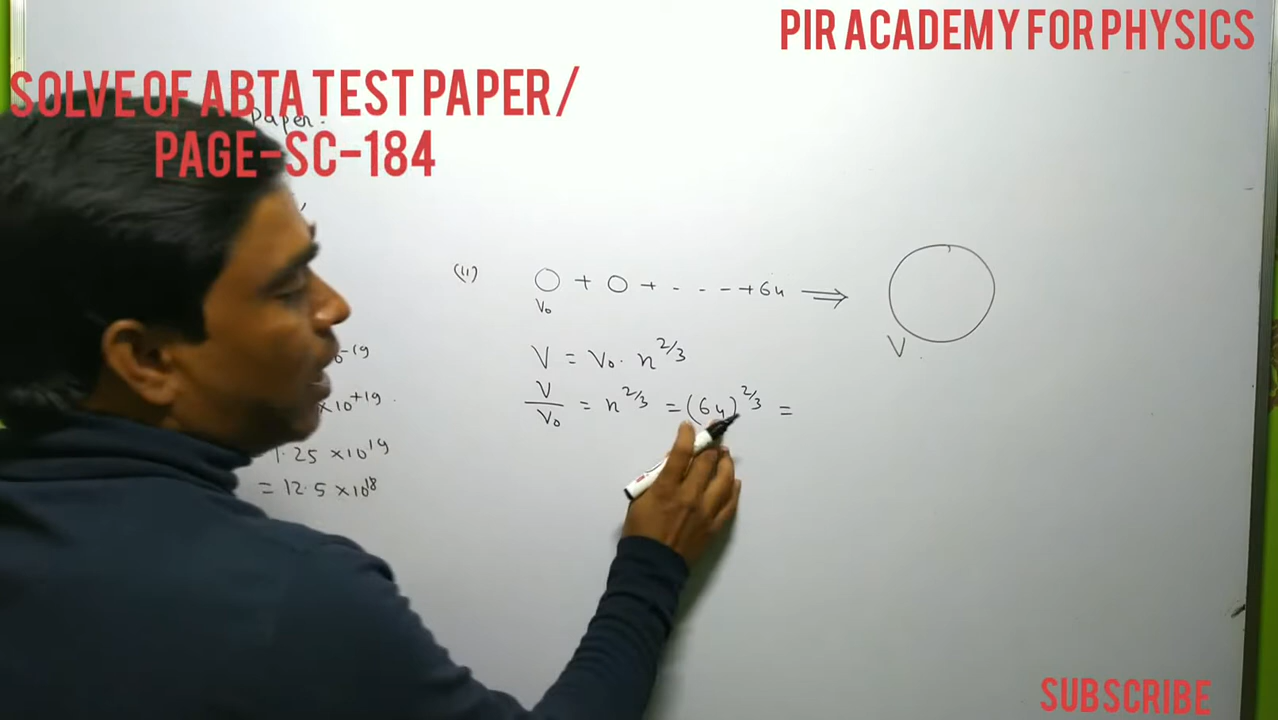 PIR ACADEMY FOR PHYSICS
SOLVE OF ABTA TEST PAPER /
PAGE-SC-184
Paper.
(ii) + + - - - + 64 ⇒
V₀
V
V = V₀ · n^2/3
V/V₀ = n^2/3 = (64)^2/3 =
-19
×10^+19
1.25 ×10^19
= 12.5 ×10^18
SUBSCRIBE